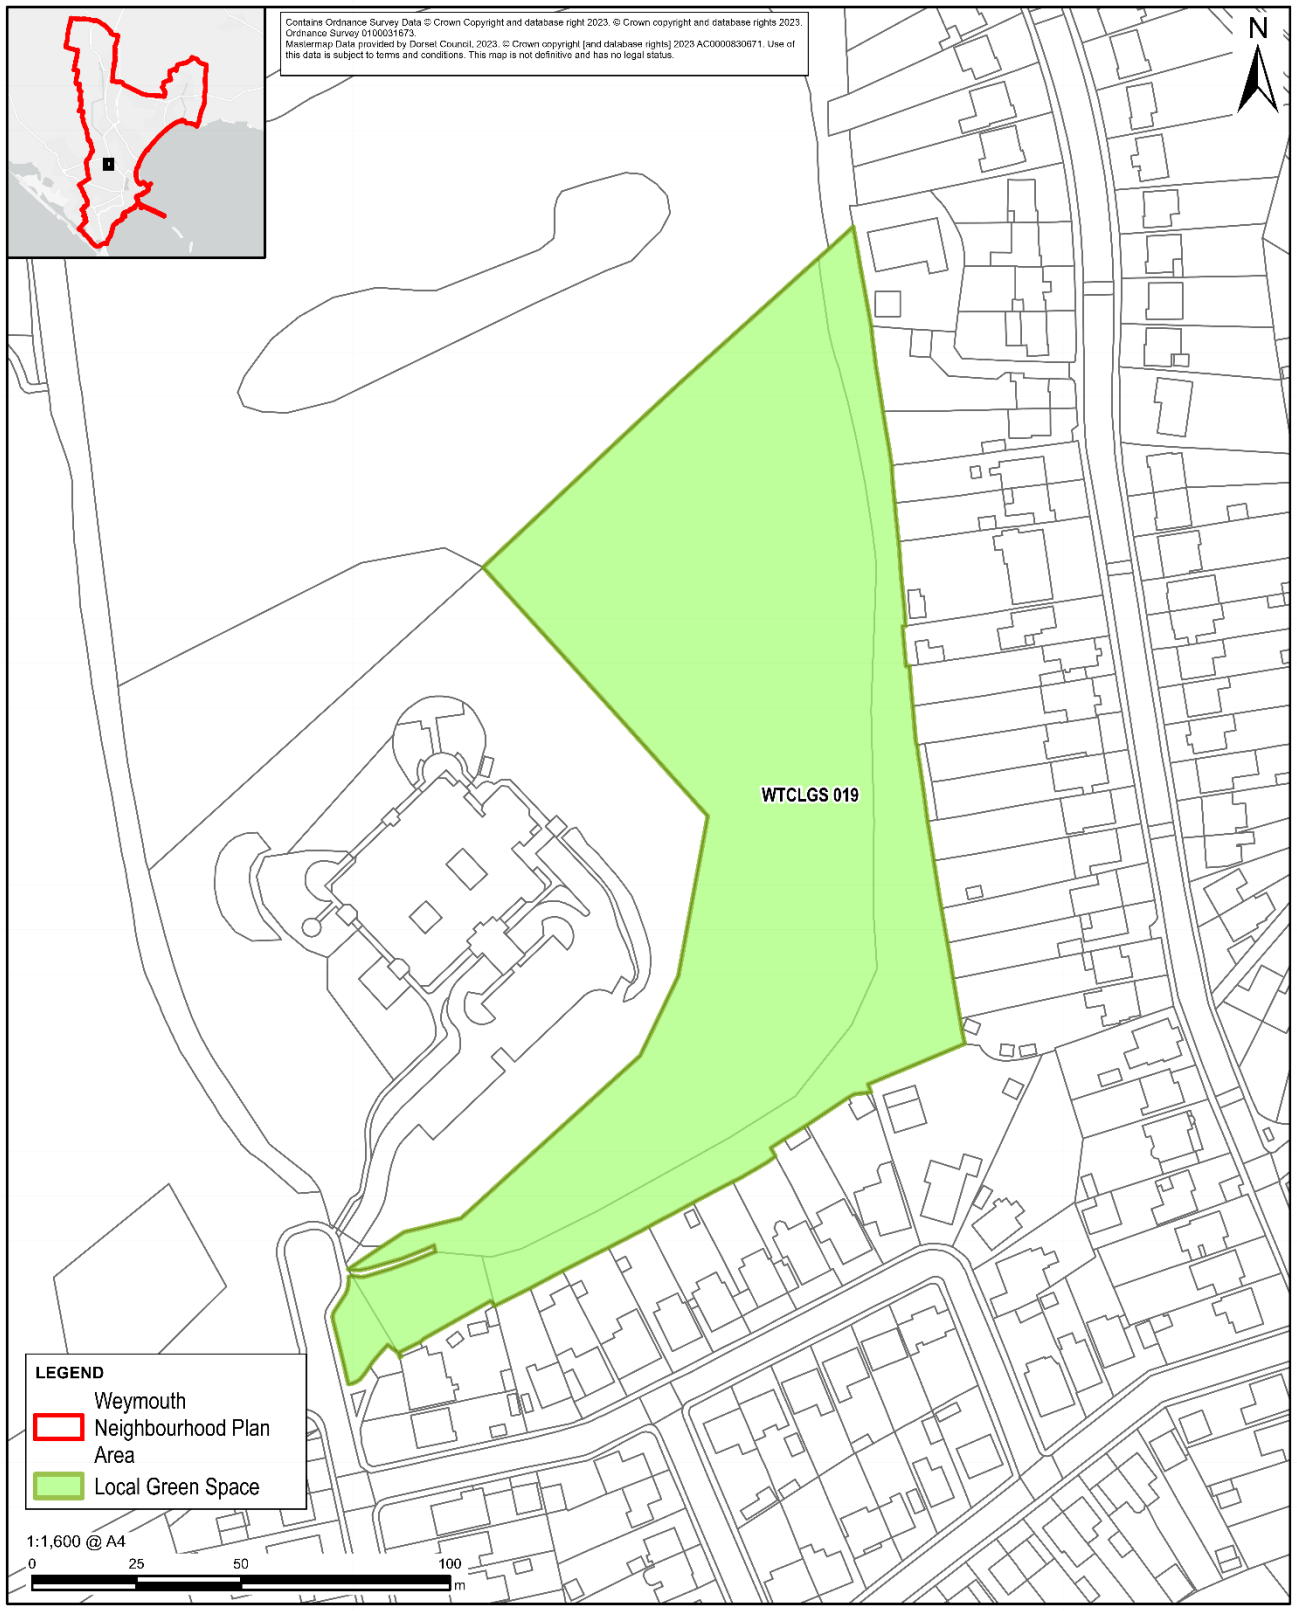 Contains Ordnance Survey Data © Crown Copyright and database right 2023. © Crown copyright and database rights 2023.
Ordnance Survey 0100031673.
Mastermap Data provided by Dorset Council, 2023. © Crown copyright [and database rights] 2023 AC0000830671. Use of
this data is subject to terms and conditions. This map is not definitive and has no legal status.
N
WTCLGS 019
LEGEND
Weymouth
Neighbourhood Plan
Area
Local Green Space
1:1,600 @ A4
0 25 50 100
m